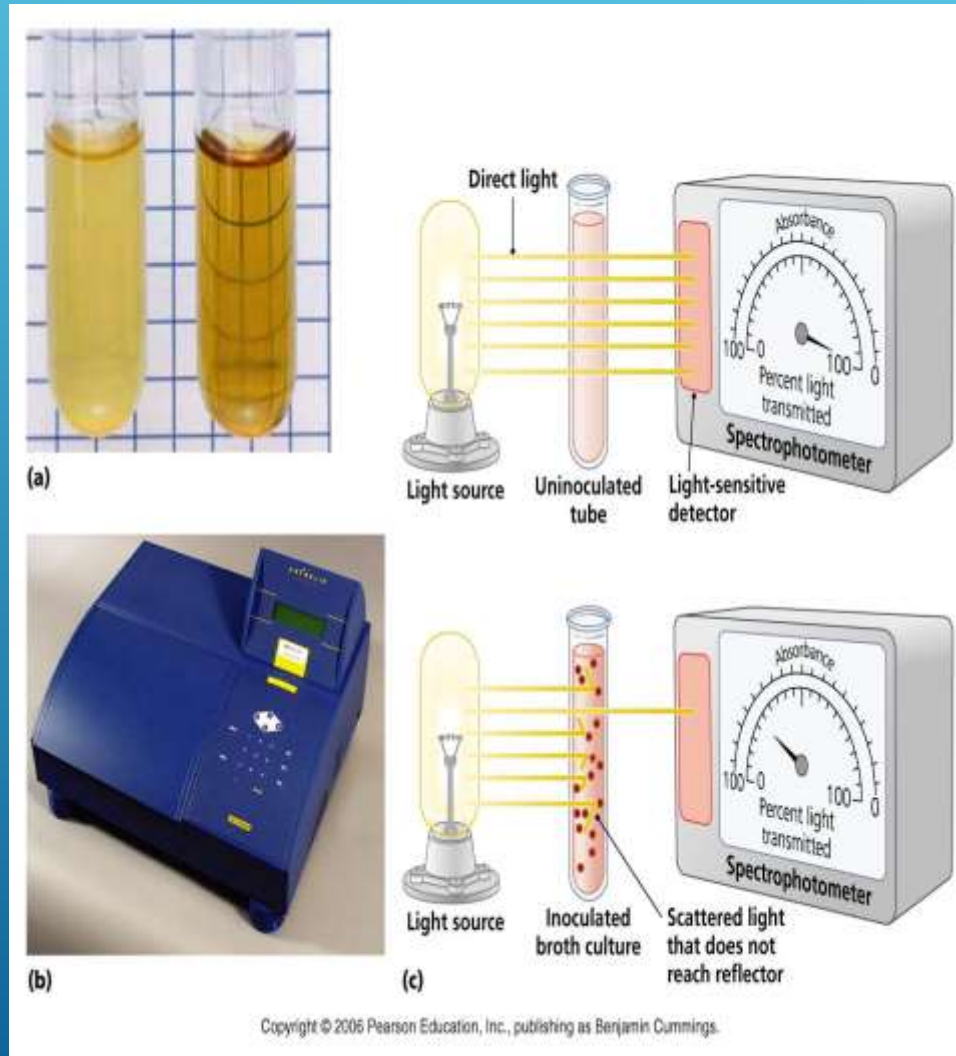 (a)
Direct light
Light source
Uninoculated
tube
Light-sensitive
detector
Absorbance
100
0
100
0
Percent light
transmitted
Spectrophotometer
(b)
(c)
Light source
Inoculated
broth culture
Scattered light
that does not
reach reflector
Absorbance
100
0
100
0
Percent light
transmitted
Spectrophotometer
Copyright © 2006 Pearson Education, Inc., publishing as Benjamin Cummings.